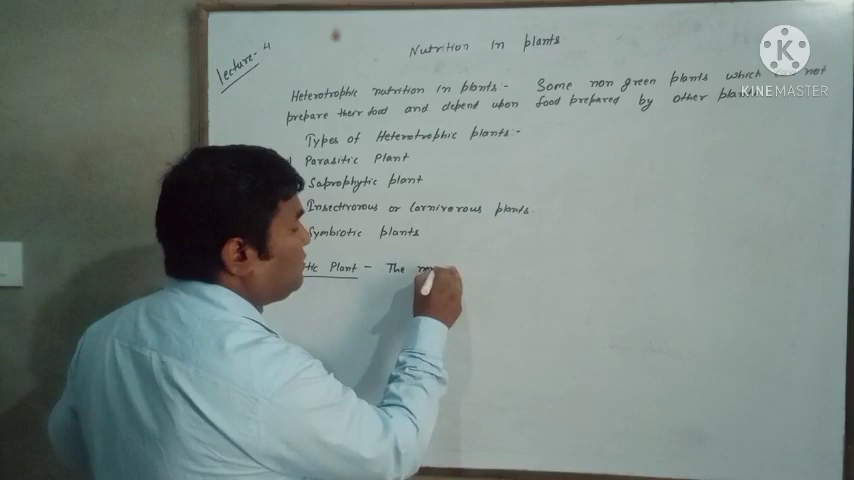 Lecture-4
Nutrition in plants
Heterotrophic nutrition in plants:- Some non green plants which not
prepare their food and depend upon food prepared by other
Types of Heterotrophic plants:-
Parasitic Plant
Saprophytic plant
Insectivorous or Carnivorous plants.
Symbiotic plants
Plant - The
K
KINEMASTER